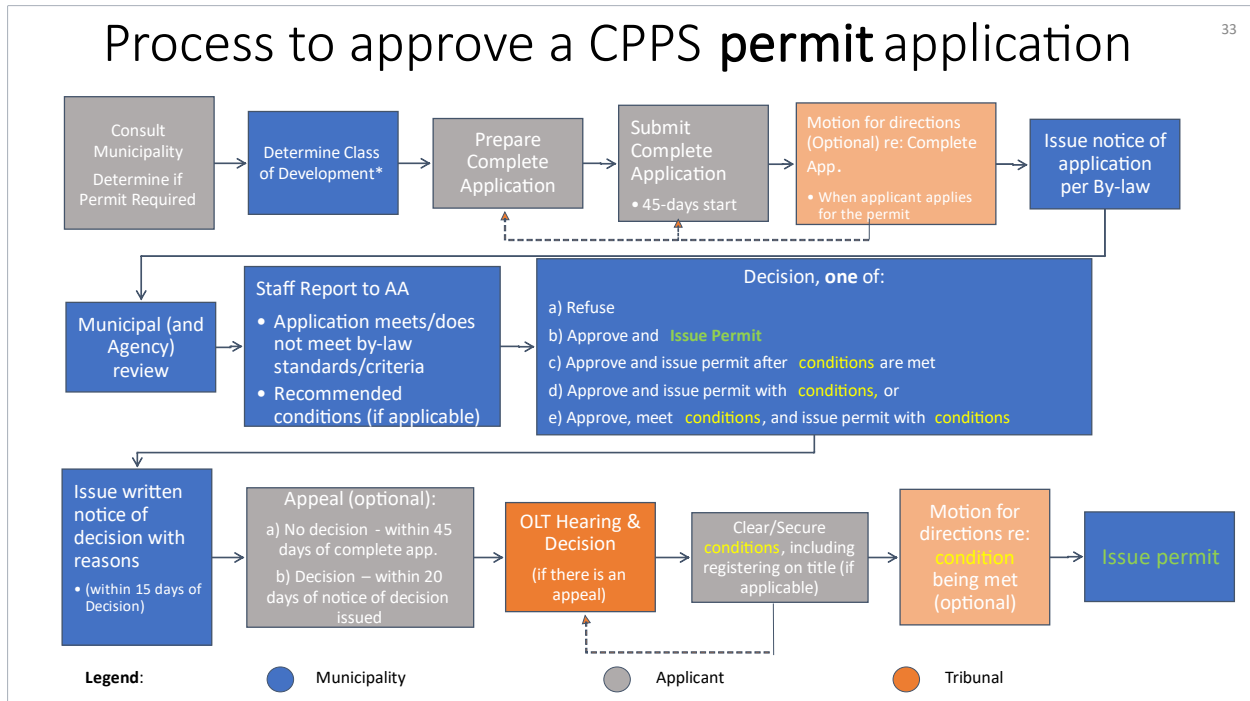 Process to approve a CPPS permit application
33
Consult
Municipality
Determine if
Permit Required
Determine Class
of Development*
Prepare
Complete
Application
Submit
Complete
Application
• 45-days start
Motion for directions
(Optional) re: Complete
App.
• When applicant applies
for the permit
Issue notice of
application
per By-law
Municipal (and
Agency)
review
Staff Report to AA
• Application meets/does
not meet by-law
standards/criteria
• Recommended
conditions (if applicable)
Decision, one of:
a) Refuse
b) Approve and Issue Permit
c) Approve and issue permit after conditions are met
d) Approve and issue permit with conditions, or
e) Approve, meet conditions, and issue permit with conditions
Issue written
notice of
decision with
reasons
• (within 15 days of
Decision)
Appeal (optional):
a) No decision - within 45
days of complete app.
b) Decision – within 20
days of notice of decision
issued
OLT Hearing &
Decision
(if there is an
appeal)
Clear/Secure
conditions, including
registering on title (if
applicable)
Motion for
directions re:
condition
being met
(optional)
Issue permit
Legend:
Municipality
Applicant
Tribunal